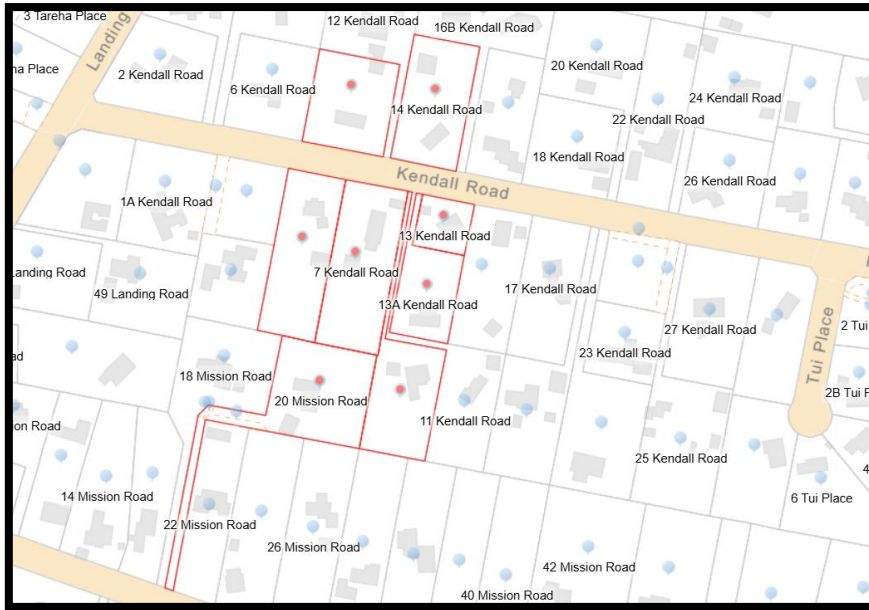 3 Tareha Place
12 Kendall Road
16B Kendall Road
Landing
20 Kendall Road
ha Place
2 Kendall Road
6 Kendall Road
24 Kendall Road
14 Kendall Road
22 Kendall Road
18 Kendall Road
Kendall Road
26 Kendall Road
1A Kendall Road
13 Kendall Road
Landing Road
7 Kendall Road
49 Landing Road
17 Kendall Road
13A Kendall Road
Tui Place
27 Kendall Road
2 Tui
23 Kendall Road
ad
18 Mission Road
20 Mission Road
2B Tui P
11 Kendall Road
on Road
25 Kendall Road
14 Mission Road
6 Tui Place
4
22 Mission Road
26 Mission Road
42 Mission Road
40 Mission Road